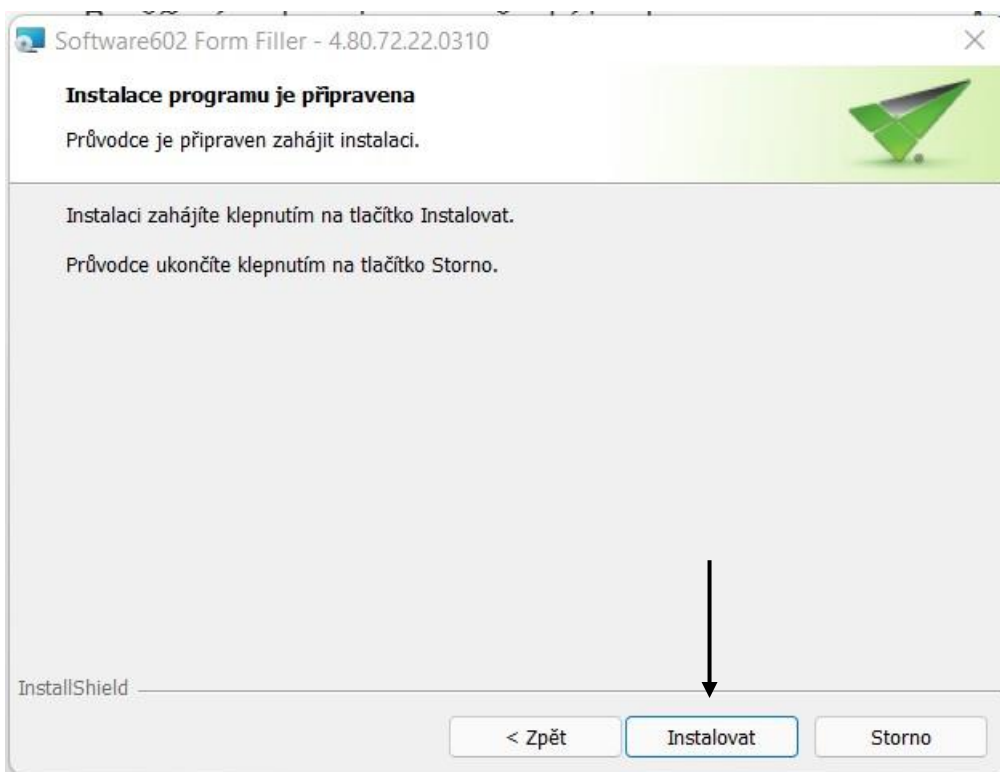 Software602 Form Filler - 4.80.72.22.0310
Instalace programu je připravena
Průvodce je připraven zahájit instalaci.
Instalaci zahájíte klepnutím na tlačítko Instalovat.
Průvodce ukončíte klepnutím na tlačítko Storno.
InstallShield
< Zpět
Instalovat
Storno